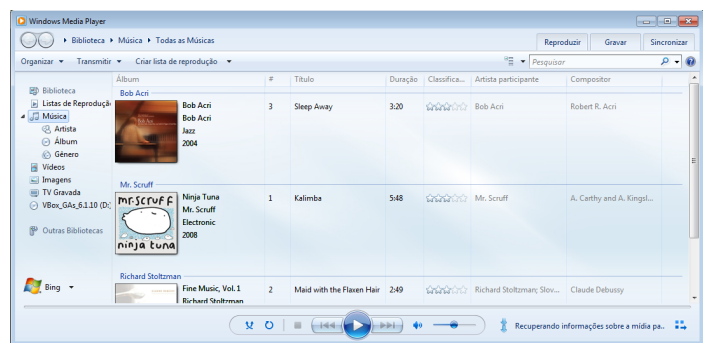 Windows Media Player
Biblioteca ▸ Música ▸ Todas as Músicas
Reproduzir Gravar Sincronizar
Organizar Transmitir Criar lista de reprodução Pesquisar
Álbum # Título Duração Classifica... Artista participante Compositor
Biblioteca
Listas de Reproduçã
Música
Artista
Álbum
Gênero
Vídeos
Imagens
TV Gravada
VBox_GAs_6.1.10 (D:)
Outras Bibliotecas
Bing
Bob Acri
Bob Acri 3 Sleep Away 3:20 Bob Acri Robert R. Acri
Bob Acri
Jazz
2004
Mr. Scruff
mr.scruff
ninja tuna
Ninja Tuna 1 Kalimba 5:48 Mr. Scruff A. Carthy and A. Kingsl...
Mr. Scruff
Electronic
2008
Richard Stoltzman
Fine Music, Vol. 1 2 Maid with the Flaxen Hair 2:49 Richard Stoltzman; Slov... Claude Debussy
Richard Stoltzman
Recuperando informações sobre a mídia pa..